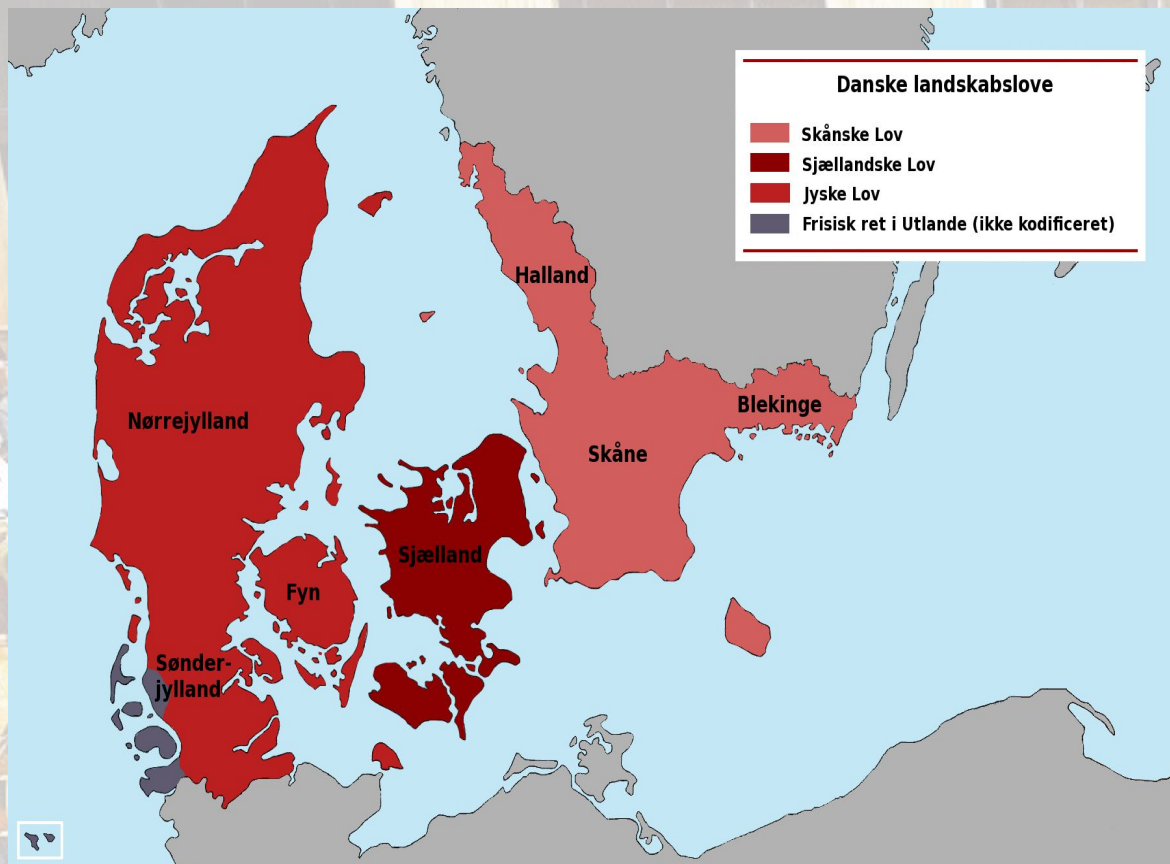 Danske landskabslove
Skånske Lov
Sjællandske Lov
Jyske Lov
Frisisk ret i Utlande (ikke kodificeret)
Halland
Blekinge
Nørrejylland
Skåne
Sjælland
Fyn
Sønder-
jylland